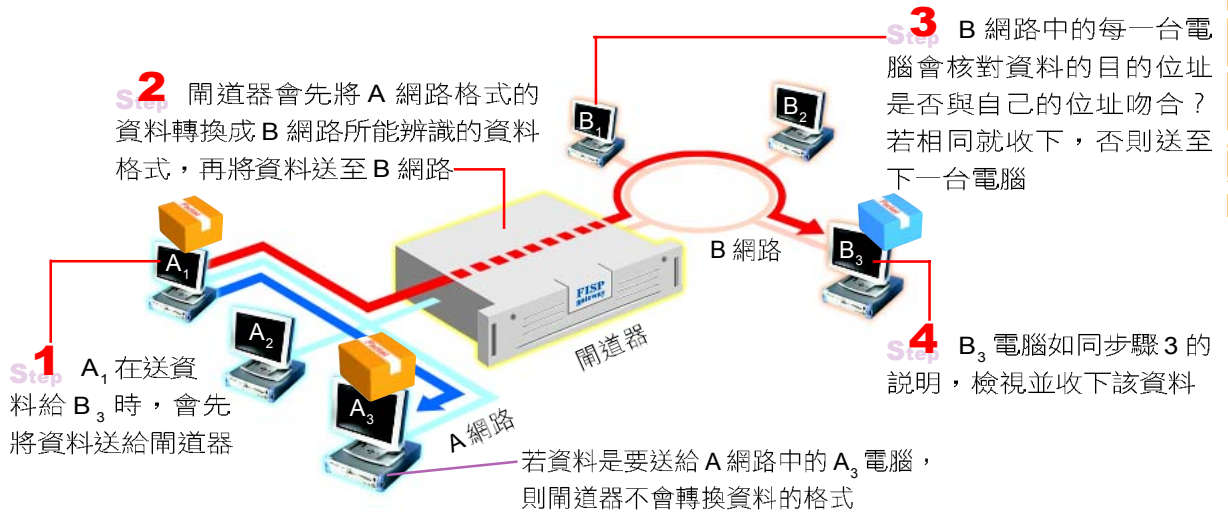 Step 1 A₁ 在送資
料給 B₃ 時，會先
將資料送給閘道器
Step 2 閘道器會先將 A 網路格式的
資料轉換成 B 網路所能辨識的資料
格式，再將資料送至 B 網路
Step 3 B 網路中的每一台電
腦會核對資料的目的位址
是否與自己的位址吻合？
若相同就收下，否則送至
下一台電腦
Step 4 B₃ 電腦如同步驟 3 的
說明，檢視並收下該資料
A₁
A₂
A₃
A 網路
FISP
gateway
閘道器
B₁
B₂
B₃
B 網路
若資料是要送給 A 網路中的 A₃ 電腦，
則閘道器不會轉換資料的格式